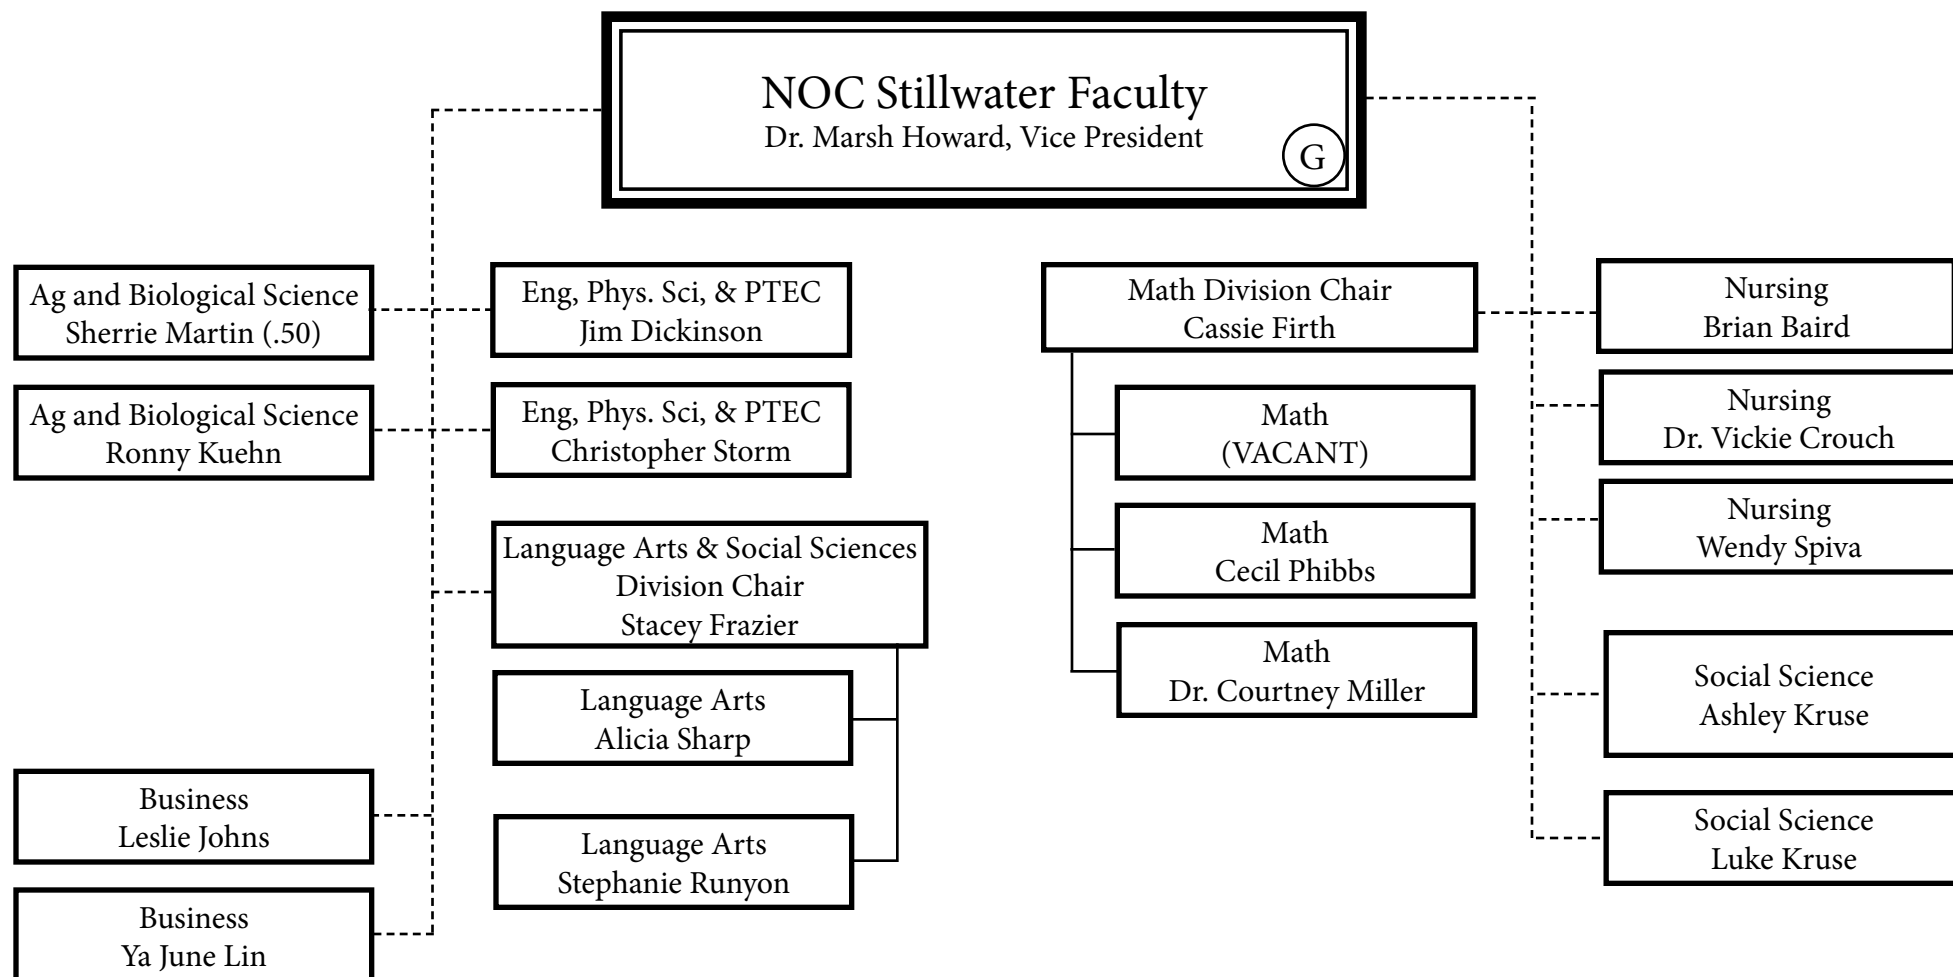 NOC Stillwater Faculty
Dr. Marsh Howard, Vice President
G
Ag and Biological Science
Sherrie Martin (.50)
Ag and Biological Science
Ronny Kuehn
Business
Leslie Johns
Business
Ya June Lin
Eng, Phys. Sci, & PTEC
Jim Dickinson
Eng, Phys. Sci, & PTEC
Christopher Storm
Language Arts & Social Sciences
Division Chair
Stacey Frazier
Language Arts
Alicia Sharp
Language Arts
Stephanie Runyon
Math Division Chair
Cassie Firth
Math
(VACANT)
Math
Cecil Phibbs
Math
Dr. Courtney Miller
Nursing
Brian Baird
Nursing
Dr. Vickie Crouch
Nursing
Wendy Spiva
Social Science
Ashley Kruse
Social Science
Luke Kruse